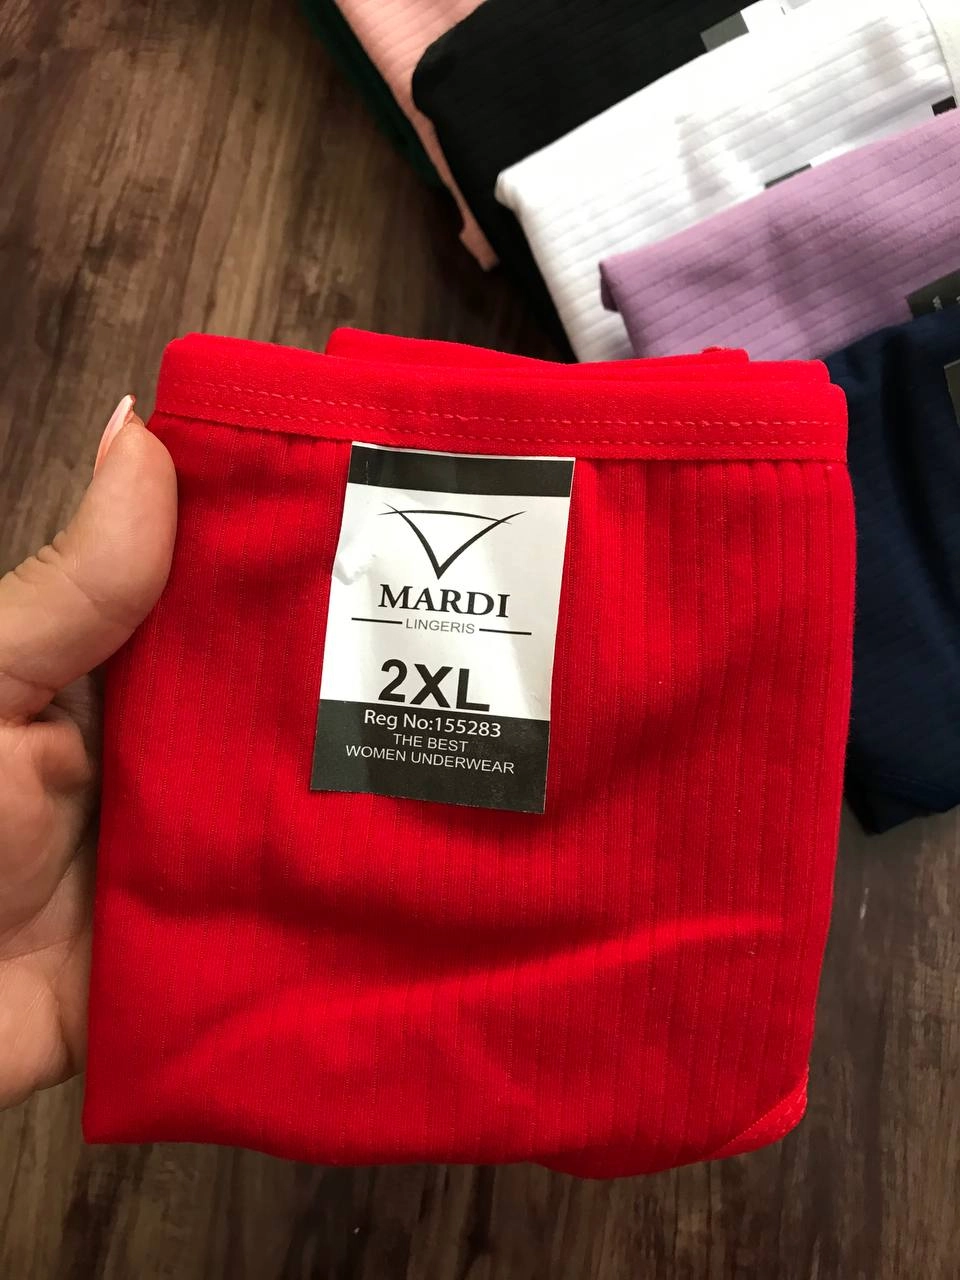 MARDI
LINGERIS
2XL
Reg No:155283
THE BEST
WOMEN UNDERWEAR